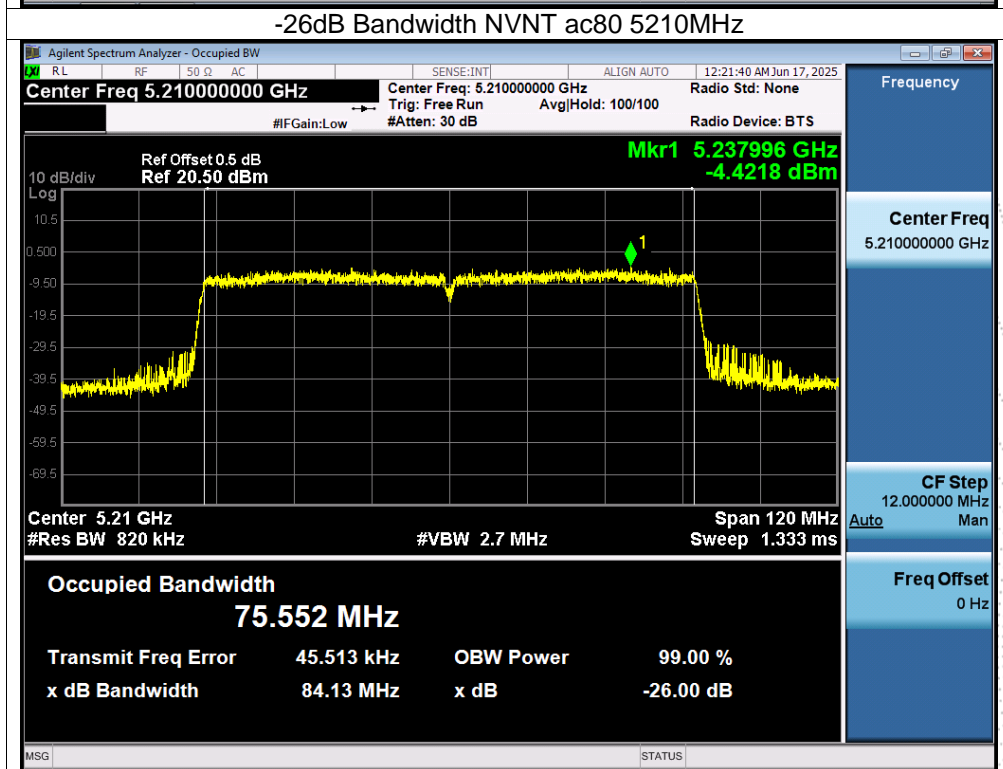 -26dB Bandwidth NVNT ac80 5210MHz
Agilent Spectrum Analyzer - Occupied BW
LXI RL RF 50 Ω AC SENSE:INT ALIGN AUTO 12:21:40 AM Jun 17, 2025
Center Freq 5.210000000 GHz
Center Freq: 5.210000000 GHz Radio Std: None
Trig: Free Run Avg|Hold: 100/100
#IFGain:Low #Atten: 30 dB Radio Device: BTS
Mkr1 5.237996 GHz
-4.4218 dBm
Ref Offset 0.5 dB
10 dB/div Ref 20.50 dBm
Log
10.5
0.500
-9.50
-19.5
-29.5
-39.5
-49.5
-59.5
-69.5
1
Center 5.21 GHz Span 120 MHz
#Res BW 820 kHz #VBW 2.7 MHz Sweep 1.333 ms
Occupied Bandwidth
75.552 MHz
Transmit Freq Error 45.513 kHz OBW Power 99.00 %
x dB Bandwidth 84.13 MHz x dB -26.00 dB
Frequency
Center Freq
5.210000000 GHz
CF Step
12.000000 MHz
Auto Man
Freq Offset
0 Hz
MSG STATUS